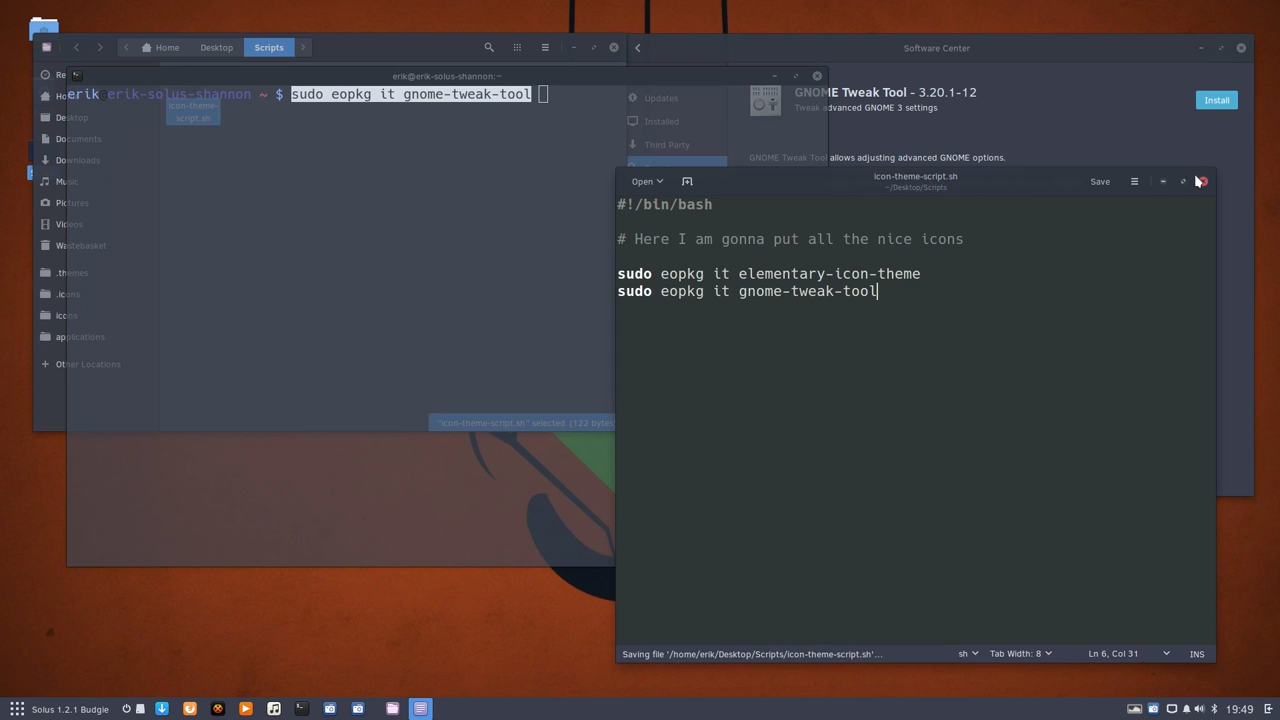 Home
Desktop
Scripts
Software Center
erik@erik-solus-shannon:~
erik erik-solus-shannon ~ $ sudo eopkg it gnome-tweak-tool
icon-theme-
script.sh
Desktop
Documents
Downloads
Music
Pictures
Videos
Wastebasket
.themes
.icons
icons
applications
Other Locations
"icon-theme-script.sh" selected (122 bytes
Updates
Installed
Third Party
GNOME Tweak Tool - 3.20.1-12
Tweak advanced GNOME 3 settings
Install
GNOME Tweak Tool allows adjusting advanced GNOME options.
Open
icon-theme-script.sh
~/Desktop/Scripts
Save
#!/bin/bash
# Here I am gonna put all the nice icons
sudo eopkg it elementary-icon-theme
sudo eopkg it gnome-tweak-tool
Saving file '/home/erik/Desktop/Scripts/icon-theme-script.sh'...
sh
Tab Width: 8
Ln 6, Col 31
INS
Solus 1.2.1 Budgie
19:49